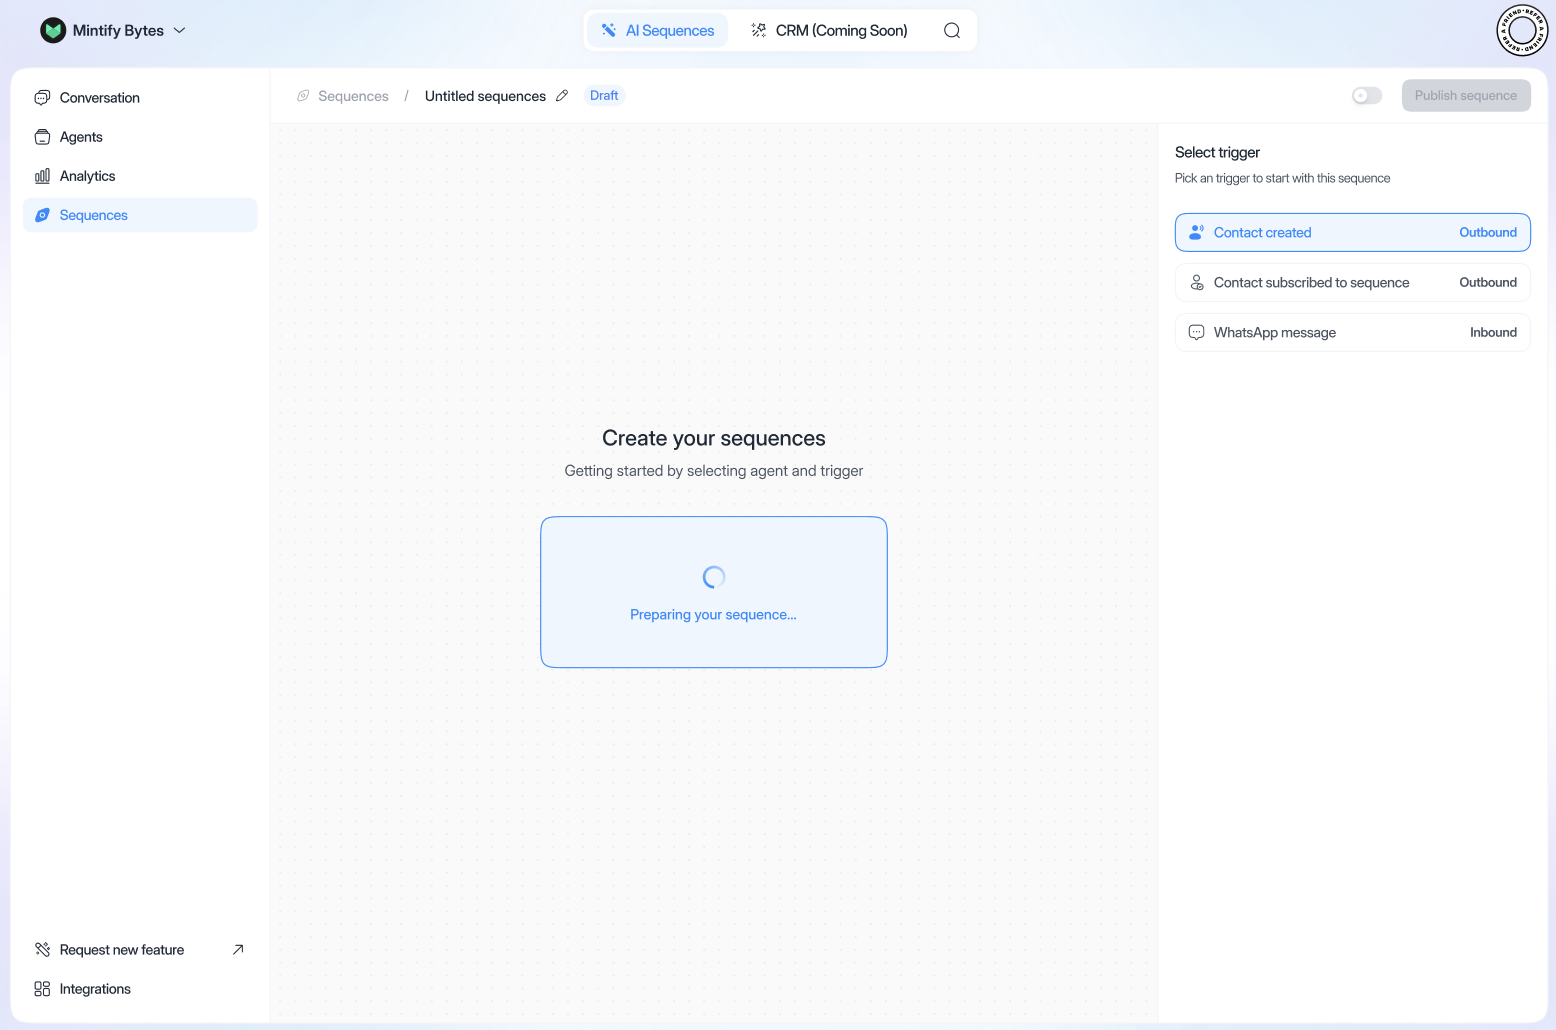 Mintify Bytes
AI Sequences
CRM (Coming Soon)
REFER A FRIEND • REFER A FRIEND •
Conversation
Agents
Analytics
Sequences
Sequences / Untitled sequences
Draft
Publish sequence
Create your sequences
Getting started by selecting agent and trigger
Preparing your sequence...
Select trigger
Pick an trigger to start with this sequence
Contact created Outbound
Contact subscribed to sequence Outbound
WhatsApp message Inbound
Request new feature
Integrations